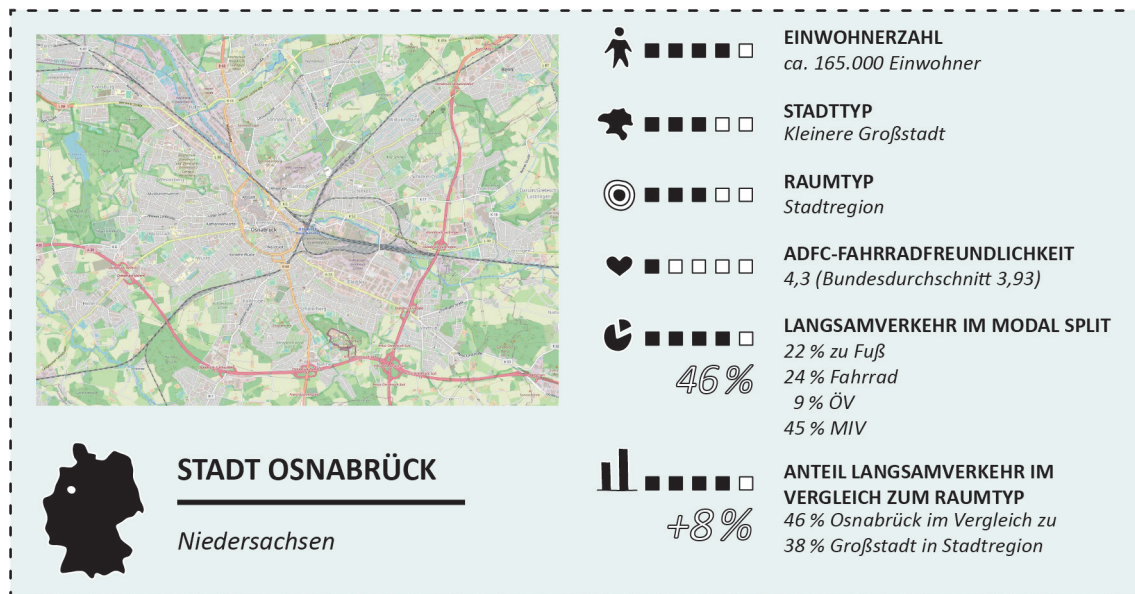 Osnabrück
STADT OSNABRÜCK
Niedersachsen
EINWOHNERZAHL
ca. 165.000 Einwohner
STADTTYP
Kleinere Großstadt
RAUMTYP
Stadtregion
ADFC-FAHRRADFREUNDLICHKEIT
4,3 (Bundesdurchschnitt 3,93)
46 %
LANGSAMVERKEHR IM MODAL SPLIT
22 % zu Fuß
24 % Fahrrad
9 % ÖV
45 % MIV
+8 %
ANTEIL LANGSAMVERKEHR IM
VERGLEICH ZUM RAUMTYP
46 % Osnabrück im Vergleich zu
38 % Großstadt in Stadtregion